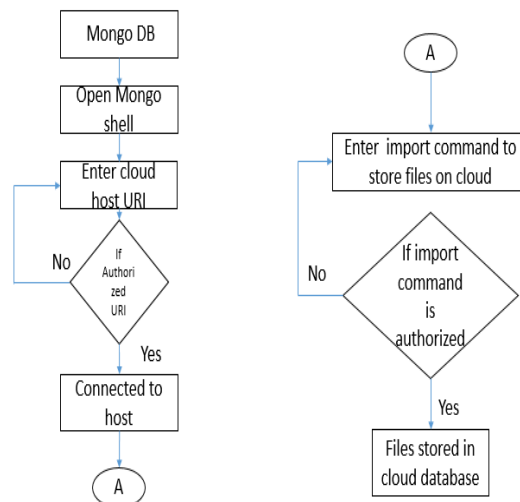 Mongo DB
Open Mongo
shell
Enter cloud
host URI
If
Authori
zed
URI
No
Yes
Connected to
host
A
A
Enter import command to
store files on cloud
If import
command
is
authorized
No
Yes
Files stored in
cloud database